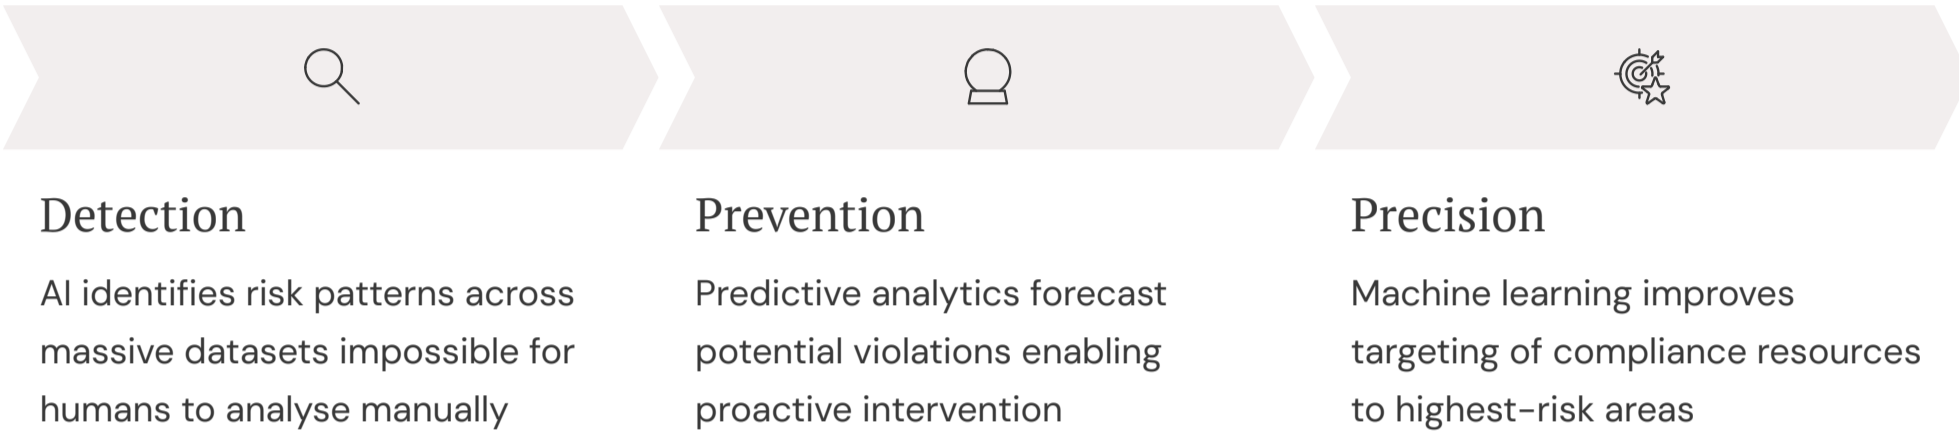 Detection
AI identifies risk patterns across
massive datasets impossible for
humans to analyse manually
Prevention
Predictive analytics forecast
potential violations enabling
proactive intervention
Precision
Machine learning improves
targeting of compliance resources
to highest-risk areas